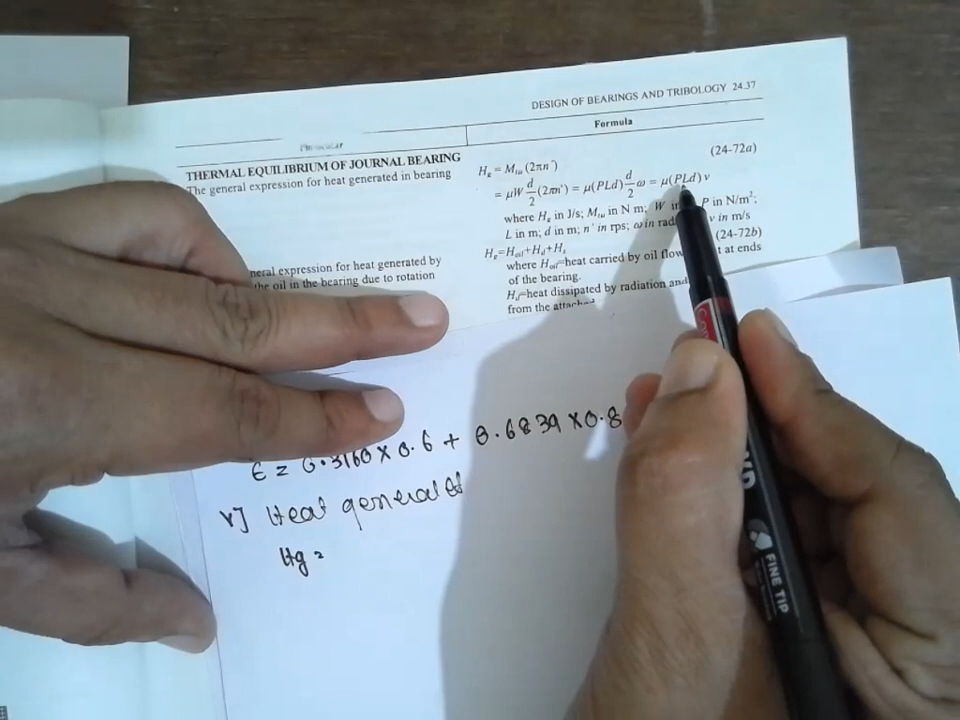 DESIGN OF BEARINGS AND TRIBOLOGY 24.37
Formula
THERMAL EQUILIBRIUM OF JOURNAL BEARING
The general expression for heat generated in bearing
H_g = M_tω (2πn')
(24-72a)
= μW d/2 (2πn') = μ(PLd) d/2 ω = μ(PLd) v
where H_g in J/s; M_tω in N m; W in P in N/m²;
L in m; d in m; n' in rps; ω in rad v in m/s
(24-72b)
H_g=H_oil+H_d+H_s
neral expression for heat generated by
the oil in the bearing due to rotation
where H_oil=heat carried by oil flow at ends
of the bearing.
H_d=heat dissipated by radiation and
from the
ε = 0.3160 × 0.6 + 0.6839 × 0.8
V] Heat generated
Hg =
FINE TIP